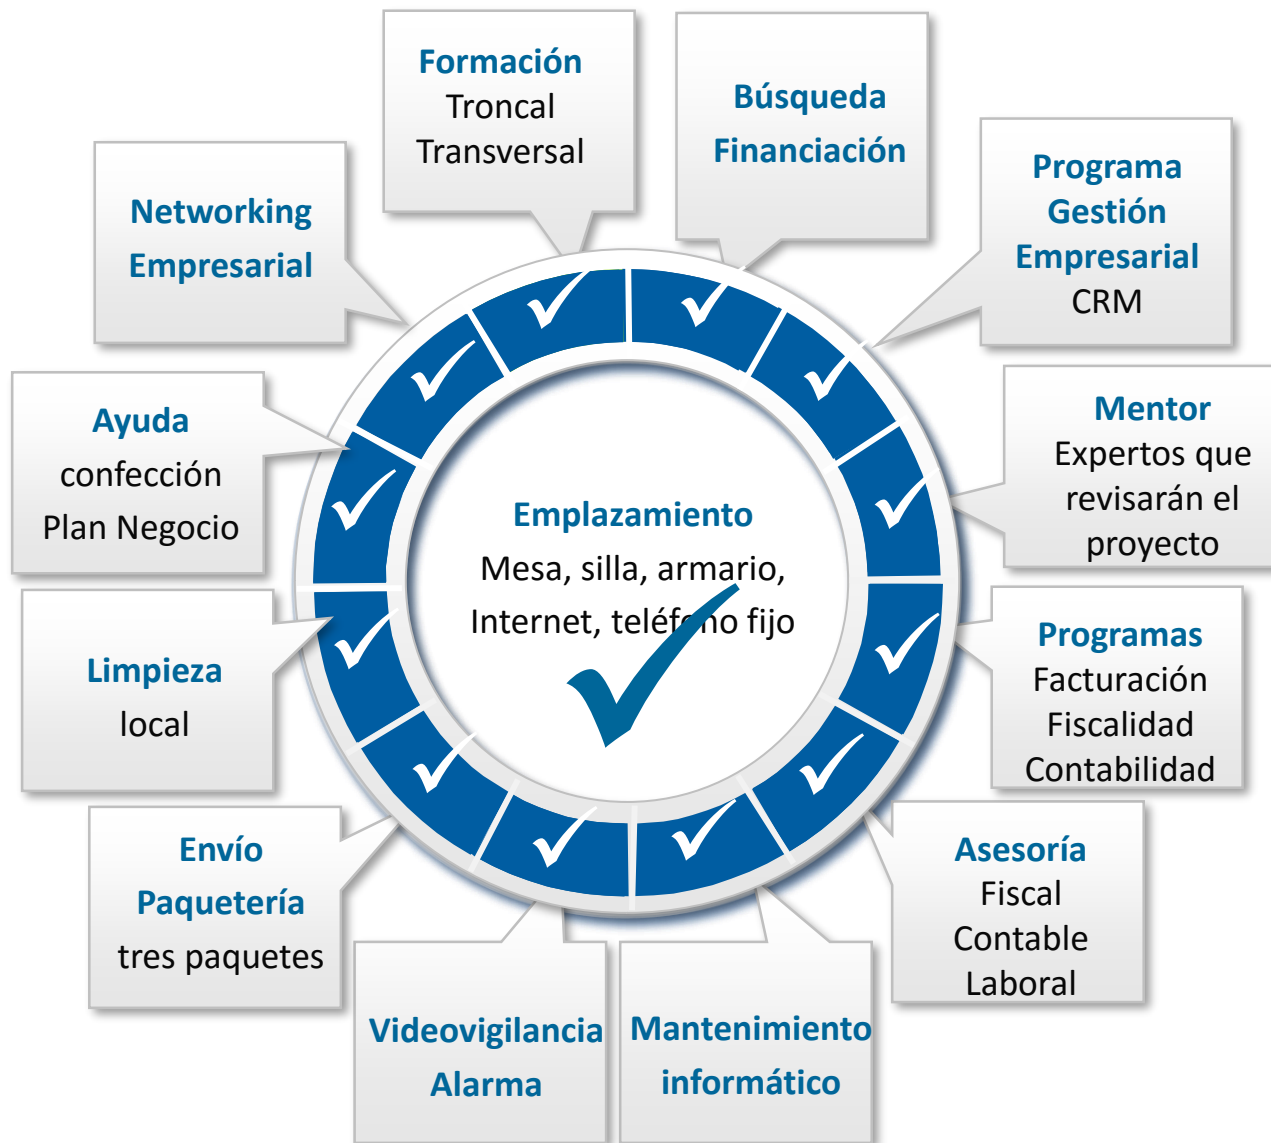 Formación
Troncal
Transversal
Búsqueda
Financiación
Programa
Gestión
Empresarial
CRM
Networking
Empresarial
Mentor
Expertos que
revisarán el
proyecto
Ayuda
confección
Plan Negocio
Emplazamiento
Mesa, silla, armario,
Internet, teléfono fijo
Programas
Facturación
Fiscalidad
Contabilidad
Limpieza
local
Asesoría
Fiscal
Contable
Laboral
Envío
Paquetería
tres paquetes
Videovigilancia
Alarma
Mantenimiento
informático